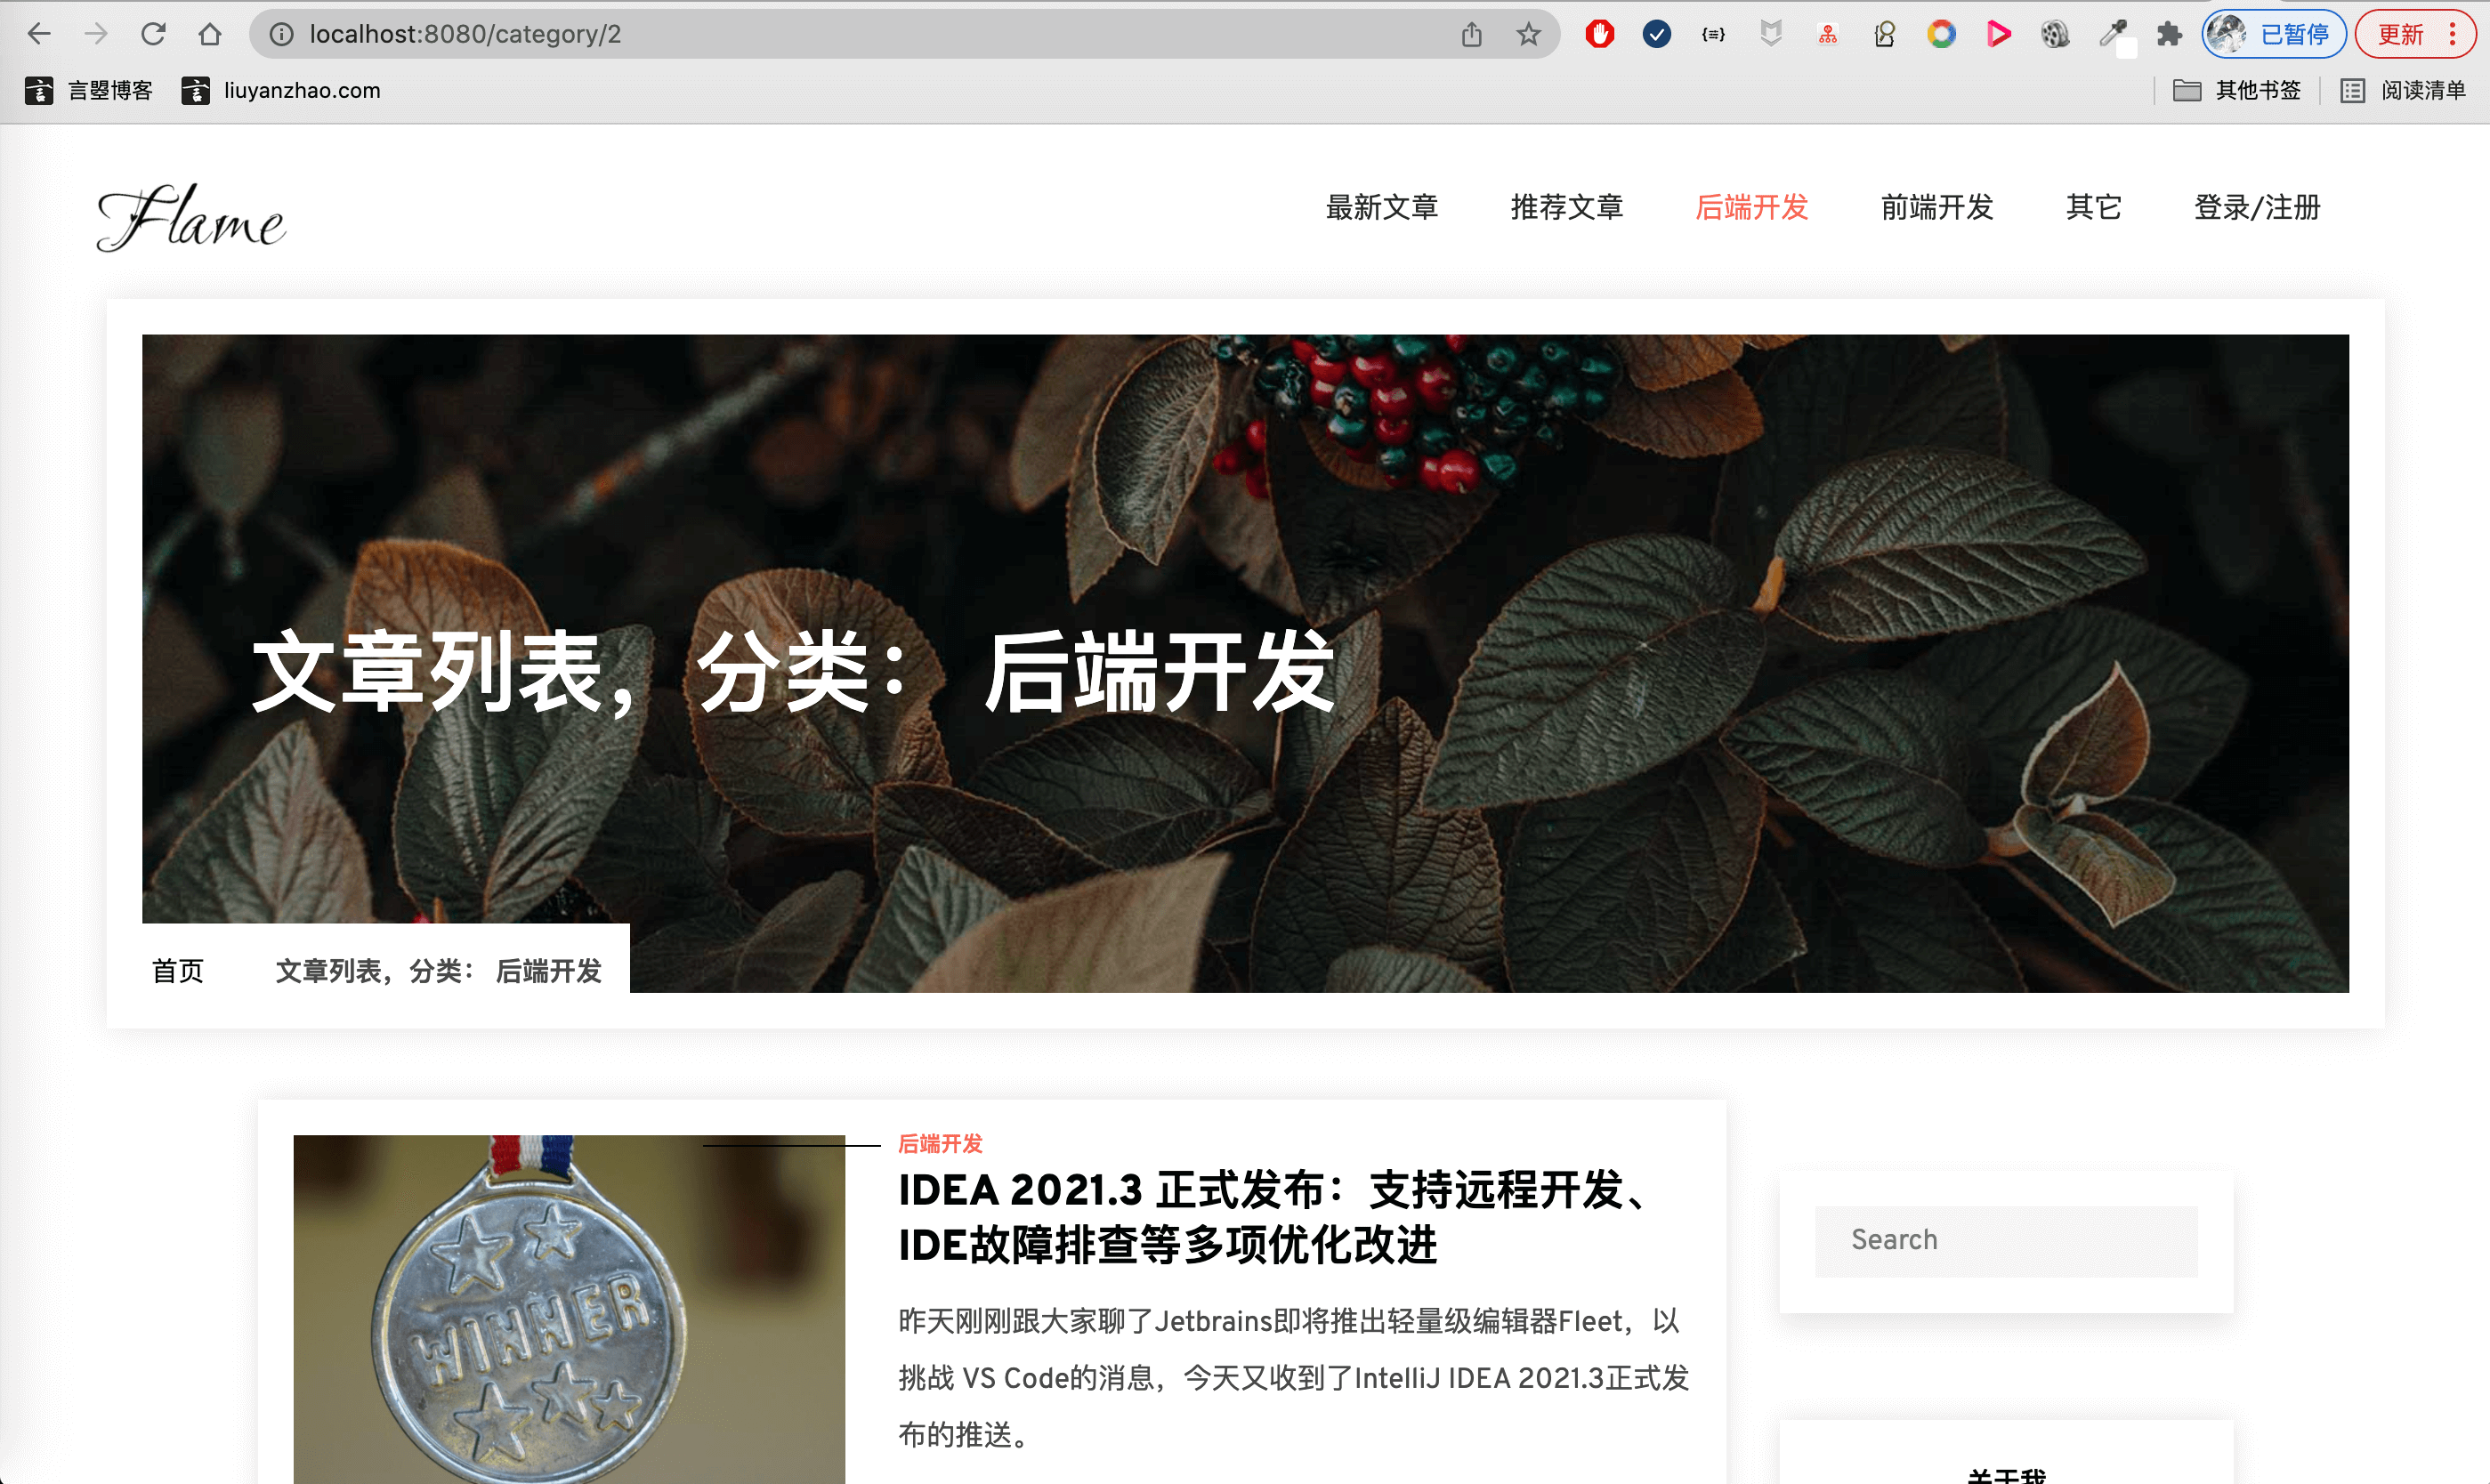 localhost:8080/category/2
已暂停
更新
言曌博客
liuyanzhao.com
其他书签
阅读清单
Flame
最新文章
推荐文章
后端开发
前端开发
其它
登录/注册
文章列表，分类： 后端开发
首页
文章列表，分类： 后端开发
WINNER
后端开发
IDEA 2021.3 正式发布：支持远程开发、
IDE故障排查等多项优化改进
昨天刚刚跟大家聊了Jetbrains即将推出轻量级编辑器Fleet，以
挑战 VS Code的消息，今天又收到了IntelliJ IDEA 2021.3正式发
布的推送。
Search
关于我